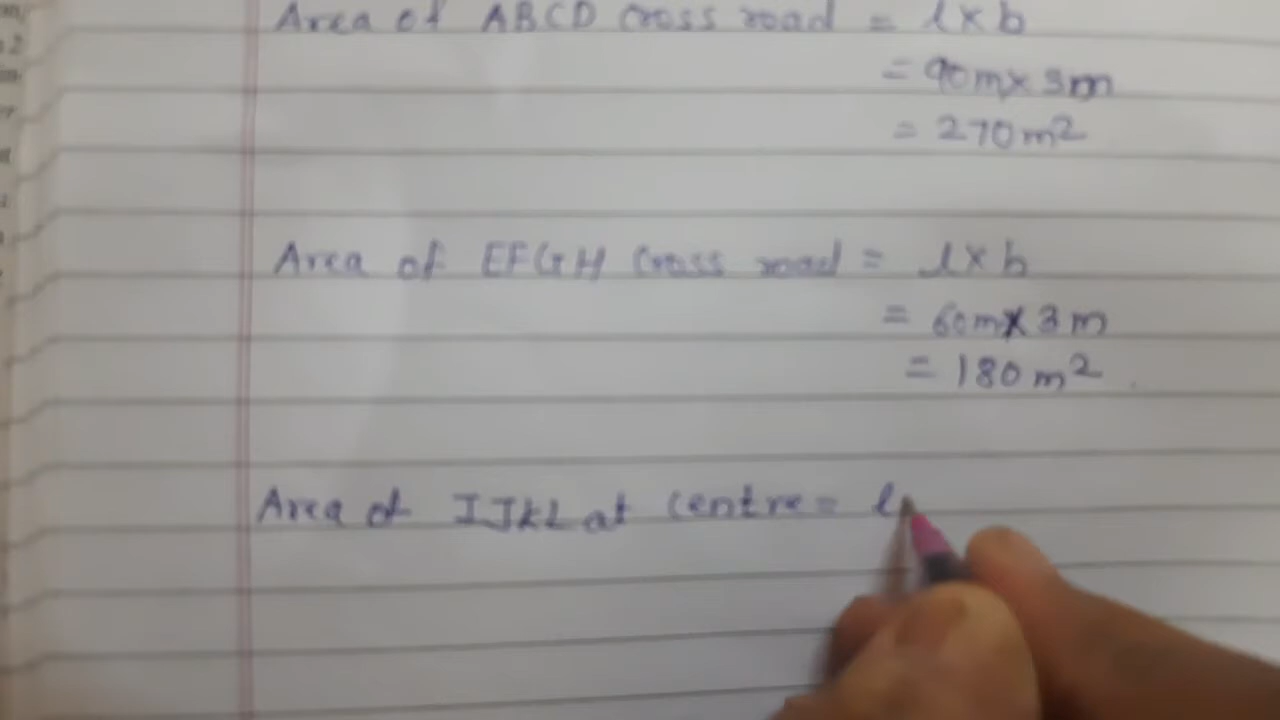 Area of ABCD cross road = l x b
= 90m x 3m
= 270 m²
Area of EFGH cross road = l x b
= 60m x 3 m
= 180 m²
Area of IJKL at centre = l